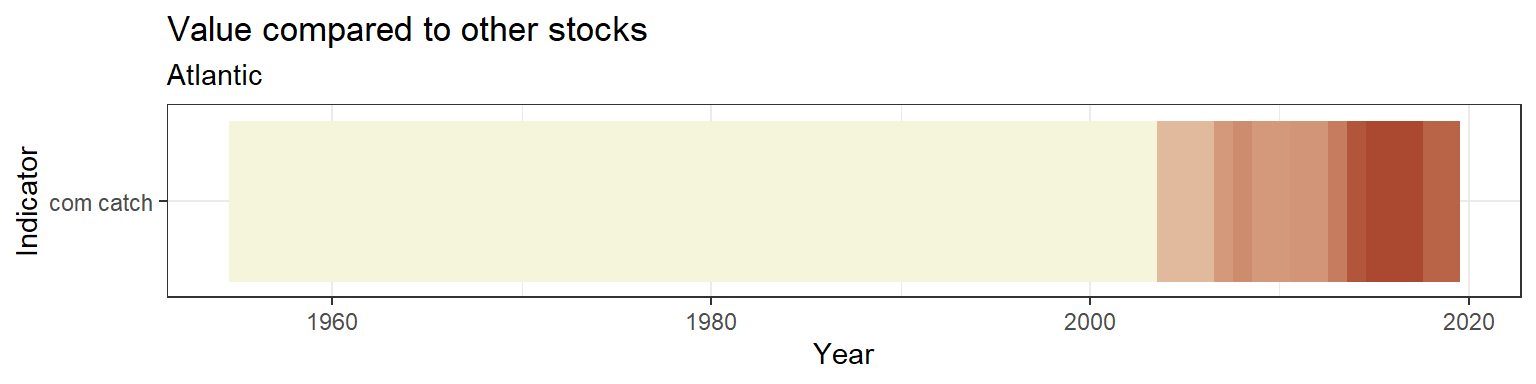 Value compared to other stocks
Atlantic
Indicator
com catch
1960 1980 2000 2020
Year